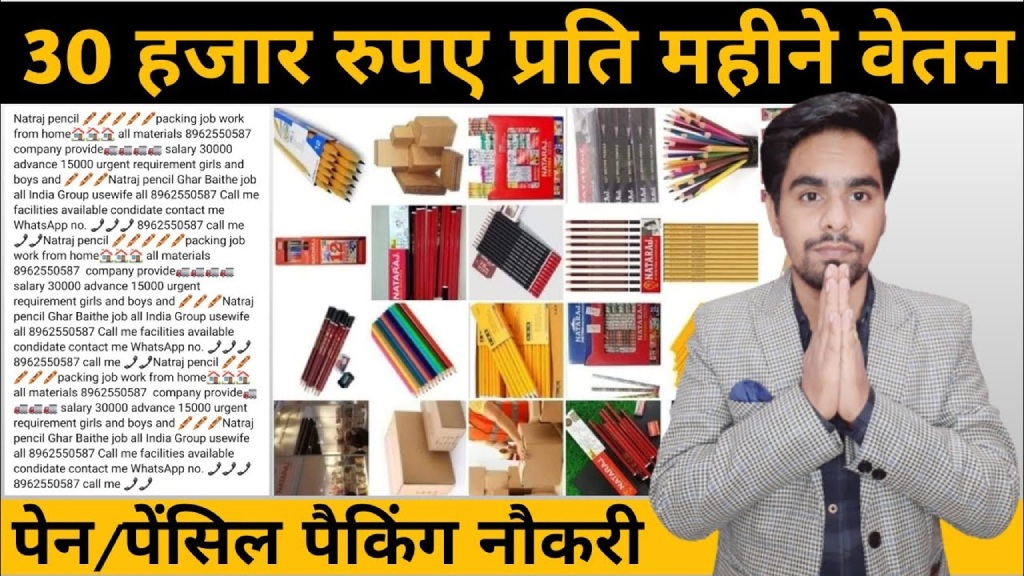 30 हजार रुपए प्रति महीने वेतन
Natraj pencil packing job work
from home all materials 8962550587
company provide salary 30000
advance 15000 urgent requirement girls and
boys and Natraj pencil Ghar Baithe job
all India Group usewife all 8962550587 Call me
facilities available condidate contact me
WhatsApp no. 8962550587 call me
Natraj pencil packing job
work from home all materials
8962550587 company provide
salary 30000 advance 15000 urgent
requirement girls and boys and Natraj
pencil Ghar Baithe job all India Group usewife
all 8962550587 Call me facilities available
condidate contact me WhatsApp no.
8962550587 call me Natraj pencil
packing job work from home
all materials 8962550587 company provide
salary 30000 advance 15000 urgent
requirement girls and boys and Natraj
pencil Ghar Baithe job all India Group usewife
all 8962550587 Call me facilities available
condidate contact me WhatsApp no.
8962550587 call me
NATARAJ
NATARAJ
NATARAJ
NATARAJ
पेन/पेंसिल पैकिंग नौकरी